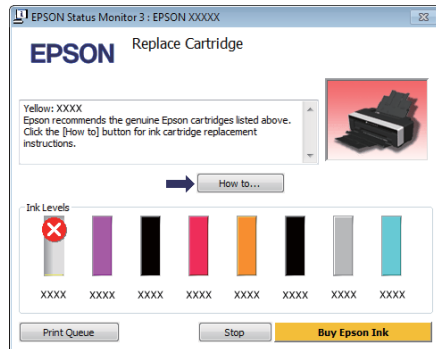 EPSON Status Monitor 3 : EPSON XXXXX
EPSON
Replace Cartridge
Yellow: XXXX
Epson recommends the genuine Epson cartridges listed above.
Click the [How to] button for ink cartridge replacement
instructions.
How to...
Ink Levels
XXXX XXXX XXXX XXXX XXXX XXXX XXXX XXXX
Print Queue
Stop
Buy Epson Ink